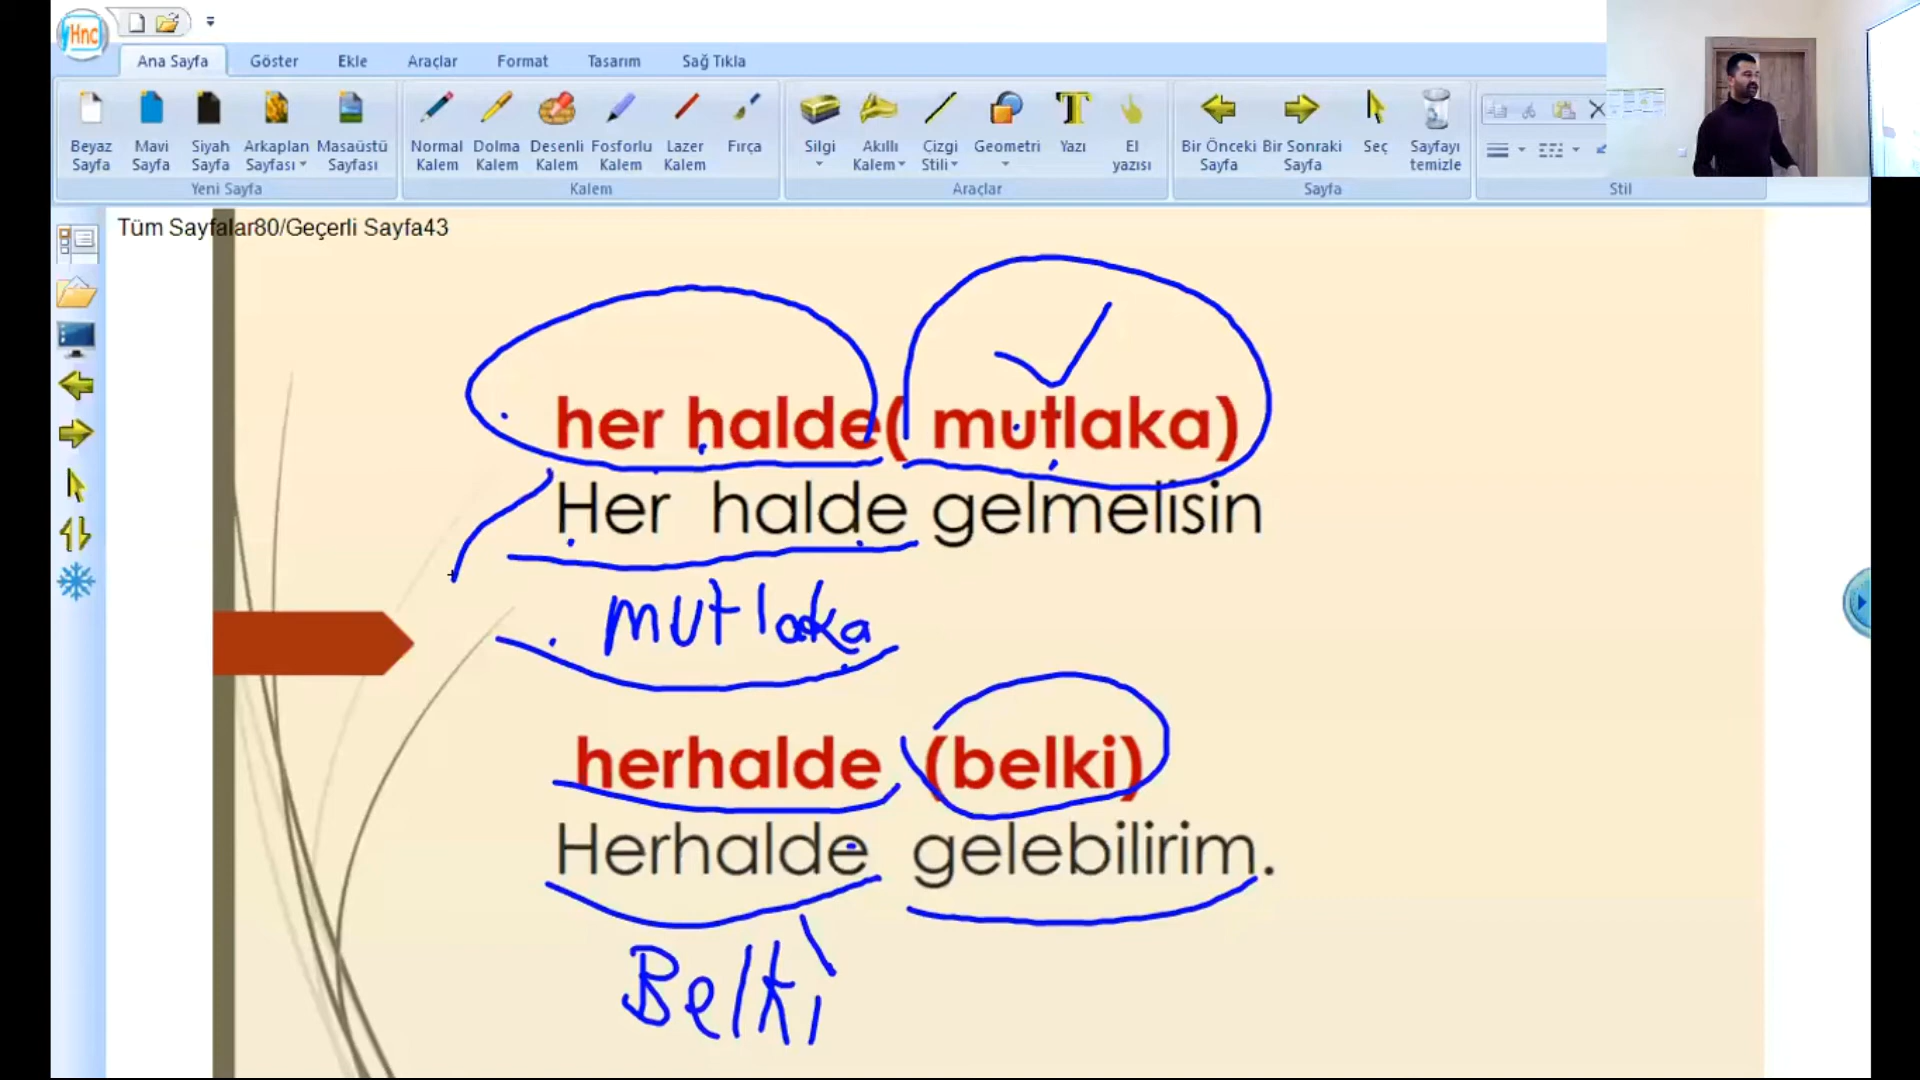 Hnc
Ana Sayfa Göster Ekle Araçlar Format Tasarım Sağ Tıkla
Beyaz Sayfa Mavi Sayfa Siyah Sayfa Arkaplan Sayfası Masaüstü Sayfası Normal Kalem Dolma Kalem Desenli Kalem Fosforlu Kalem Lazer Kalem Fırça Silgi Akıllı Kalem Çizgi Stili Geometri Yazı El yazısı Bir Önceki Sayfa Bir Sonraki Sayfa Seç Sayfayı temizle
Yeni Sayfa Kalem Araçlar Sayfa Stil
Tüm Sayfalar80/Geçerli Sayfa43
her halde( mutlaka)
Her halde gelmelisin
mutlaka
herhalde (belki)
Herhalde gelebilirim.
Belki